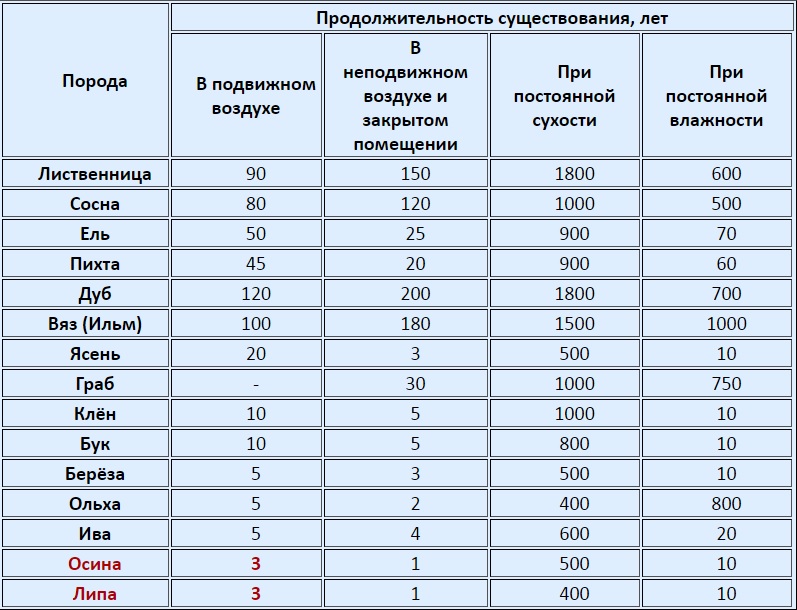 Порода
Продолжительность существования, лет
В подвижном
воздухе
В
неподвижном
воздухе и
закрытом
помещении
При
постоянной
сухости
При
постоянной
влажности
Лиственница 90 150 1800 600
Сосна 80 120 1000 500
Ель 50 25 900 70
Пихта 45 20 900 60
Дуб 120 200 1800 700
Вяз (Ильм) 100 180 1500 1000
Ясень 20 3 500 10
Граб - 30 1000 750
Клён 10 5 1000 10
Бук 10 5 800 10
Берёза 5 3 500 10
Ольха 5 2 400 800
Ива 5 4 600 20
Осина 3 1 500 10
Липа 3 1 400 10